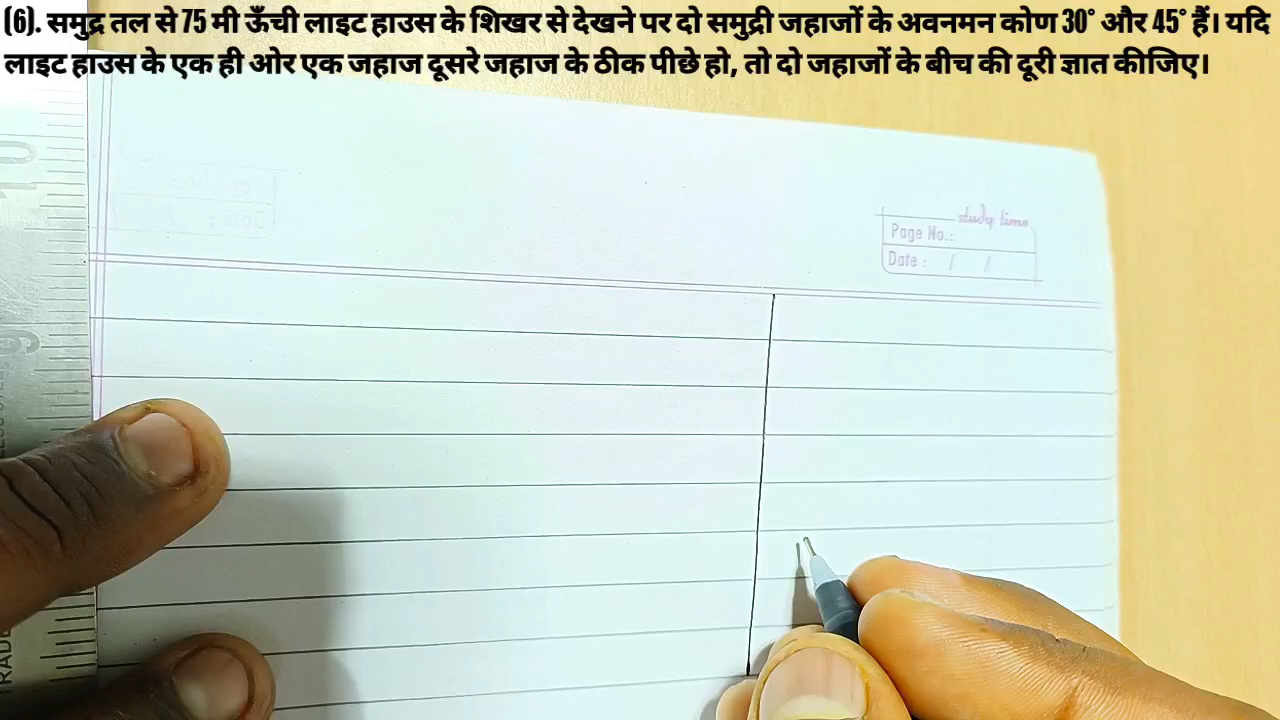 (6). समुद्र तल से 75 मी ऊँची लाइट हाउस के शिखर से देखने पर दो समुद्री जहाजों के अवनमन कोण 30° और 45° हैं। यदि
लाइट हाउस के एक ही ओर एक जहाज दूसरे जहाज के ठीक पीछे हो, तो दो जहाजों के बीच की दूरी ज्ञात कीजिए।
study time
Page No.:
Date : / /